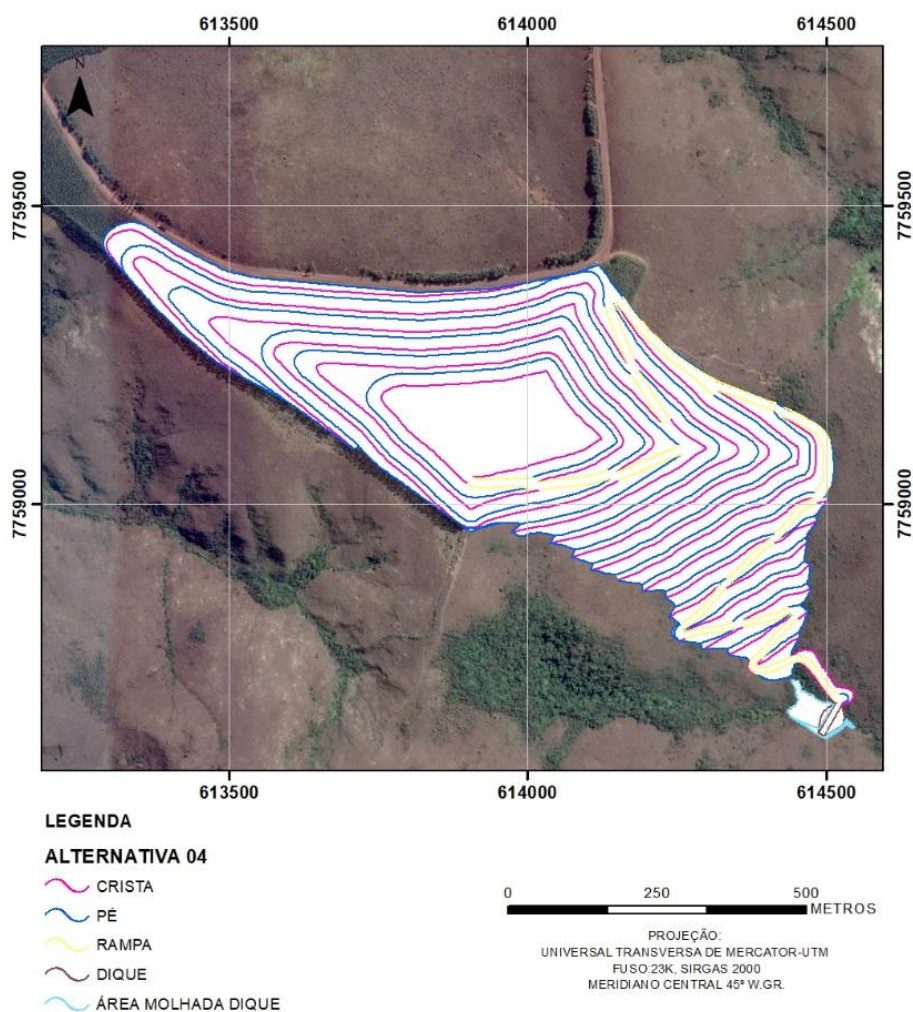 613500 614000 614500
N
7759500 7759500
7759000 7759000
613500 614000 614500
LEGENDA
ALTERNATIVA 04
CRISTA
PÉ
RAMPA
DIQUE
ÁREA MOLHADA DIQUE
0 250 500
METROS
PROJEÇÃO:
UNIVERSAL TRANSVERSA DE MERCATOR-UTM
FUSO:23K, SIRGAS 2000
MERIDIANO CENTRAL 45º W.GR.